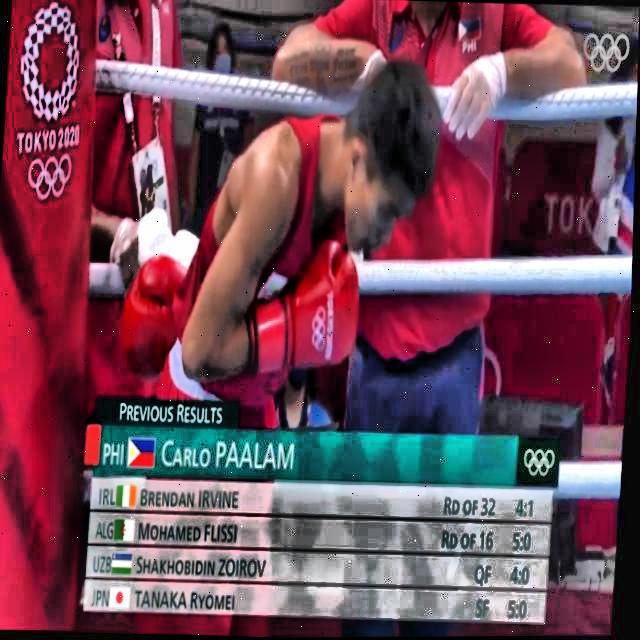 TOKYO 2020
PHI
TOK
PREVIOUS RESULTS
PHI CARLO PAALAM
IRL BRENDAN IRVINE RD OF 32 4:1
ALG MOHAMED FLISSI RD OF 16 5:0
UZB SHAKHOBIDIN ZOIROV QF 4:0
JPN TANAKA RYOMEI SF 5:0